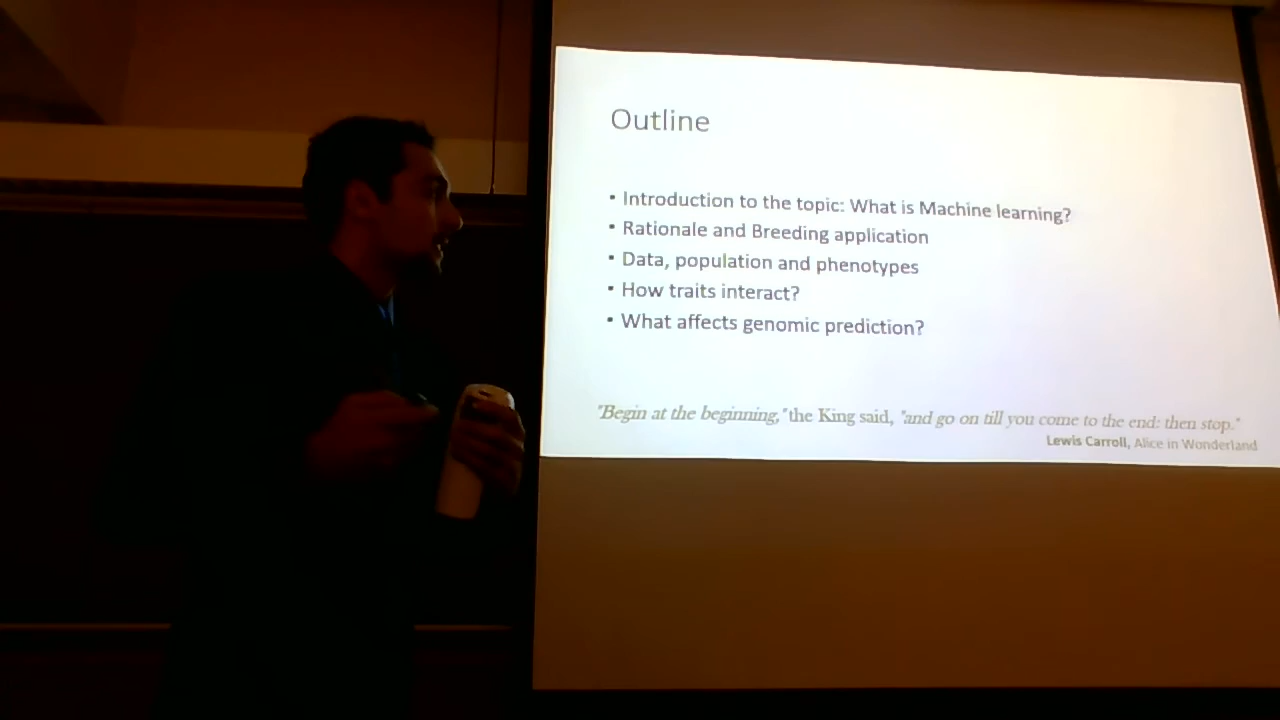 Outline
• Introduction to the topic: What is Machine learning?
• Rationale and Breeding application
• Data, population and phenotypes
• How traits interact?
• What affects genomic prediction?
"Begin at the beginning," the King said, "and go on till you come to the end: then stop."
Lewis Carroll, Alice in Wonderland